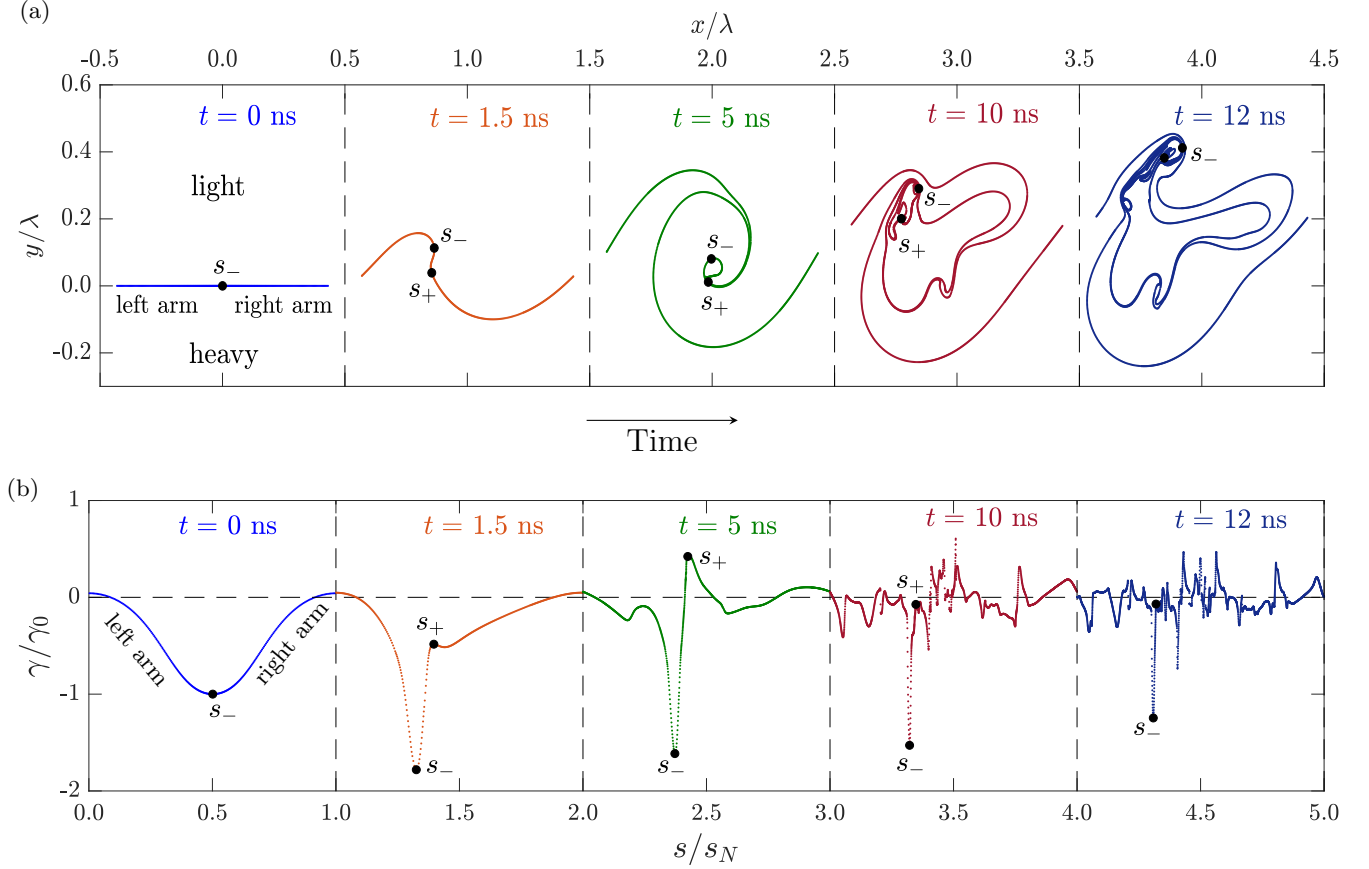 (a)
x/λ
-0.5 0.0 0.5 1.0 1.5 2.0 2.5 3.0 3.5 4.0 4.5
0.6
t = 0 ns t = 1.5 ns t = 5 ns t = 10 ns t = 12 ns
0.4
s₋
light
s₋
0.2
y/λ
s₋ s₋ s₊
s₋
0.0
s₊ s₊
left arm right arm
heavy
-0.2
Time
(b)
1
t = 0 ns t = 1.5 ns t = 5 ns t = 10 ns t = 12 ns
s₊
s₊
0
left arm right arm s₊
γ/γ₀
-1
s₋
s₋
s₋ s₋ s₋
-2
0.0 0.5 1.0 1.5 2.0 2.5 3.0 3.5 4.0 4.5 5.0
s/s_N